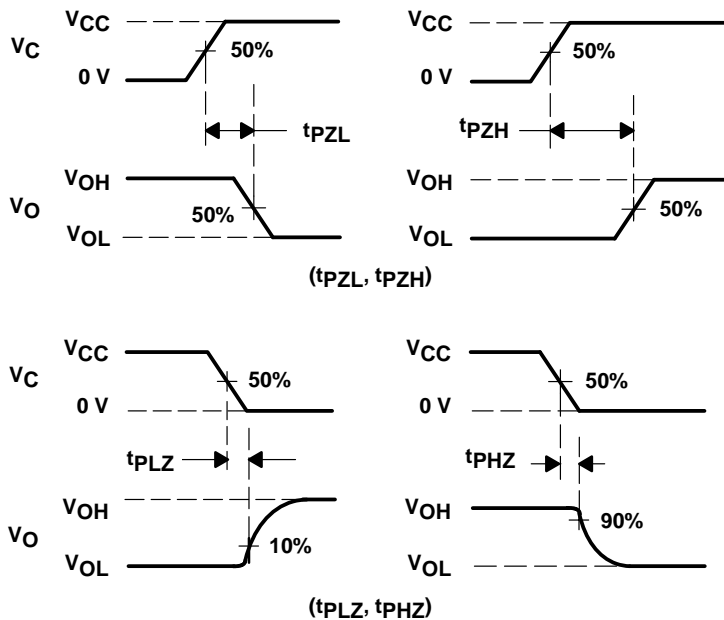 VCC
VC
50%
0 V
tPZL
VOH
VO
50%
VOL
VCC
50%
0 V
tPZH
VOH
50%
VOL
(tPZL, tPZH)
VCC
VC
50%
0 V
tPLZ
VOH
VO
10%
VOL
VCC
50%
0 V
tPHZ
VOH
90%
VOL
(tPLZ, tPHZ)